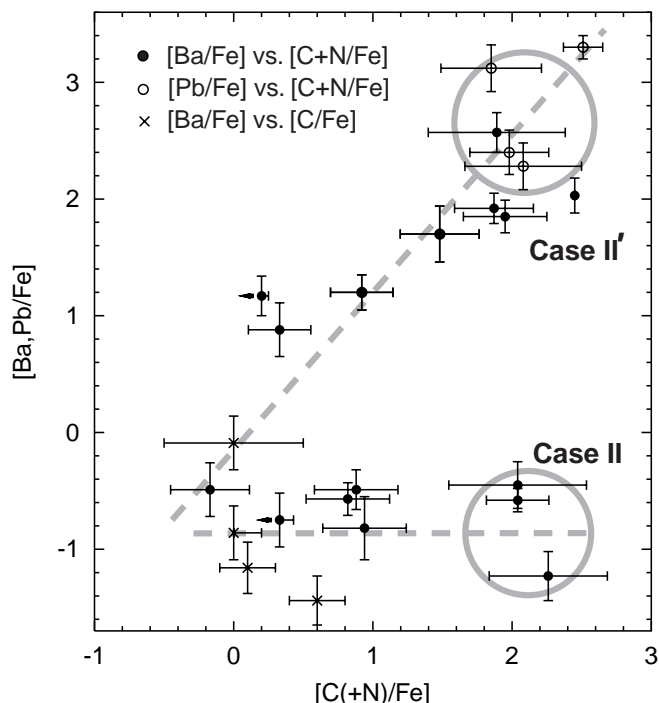 [Ba/Fe] vs. [C+N/Fe]
[Pb/Fe] vs. [C+N/Fe]
[Ba/Fe] vs. [C/Fe]
3
2
1
0
-1
[Ba,Pb/Fe]
Case II′
Case II
-1 0 1 2 3
[C(+N)/Fe]